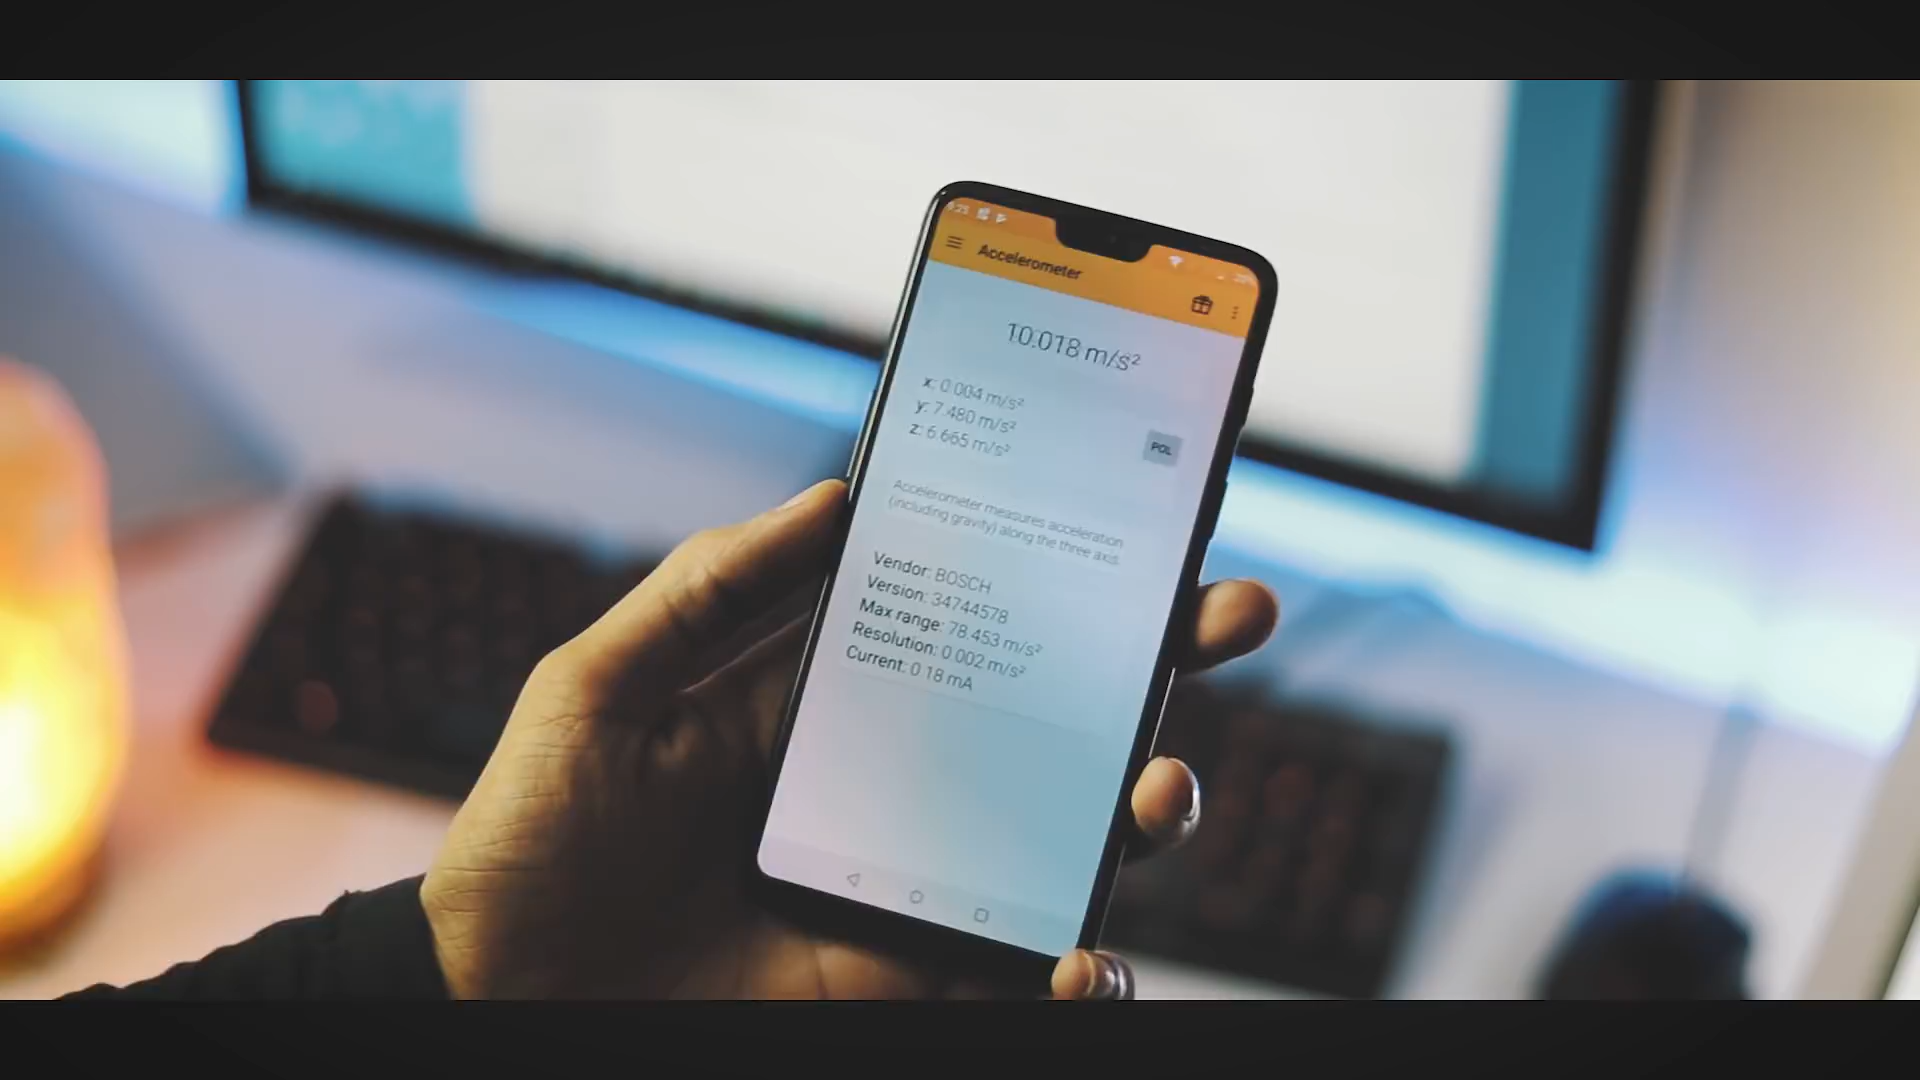 Accelerometer
10.018 m/s²
x: 0.004 m/s²
y: 7.480 m/s²
z: 6.665 m/s²
POL
Accelerometer measures acceleration
(including gravity) along the three axis.
Vendor: BOSCH
Version: 34744578
Max range: 78.453 m/s²
Resolution: 0.002 m/s²
Current: 0.18 mA